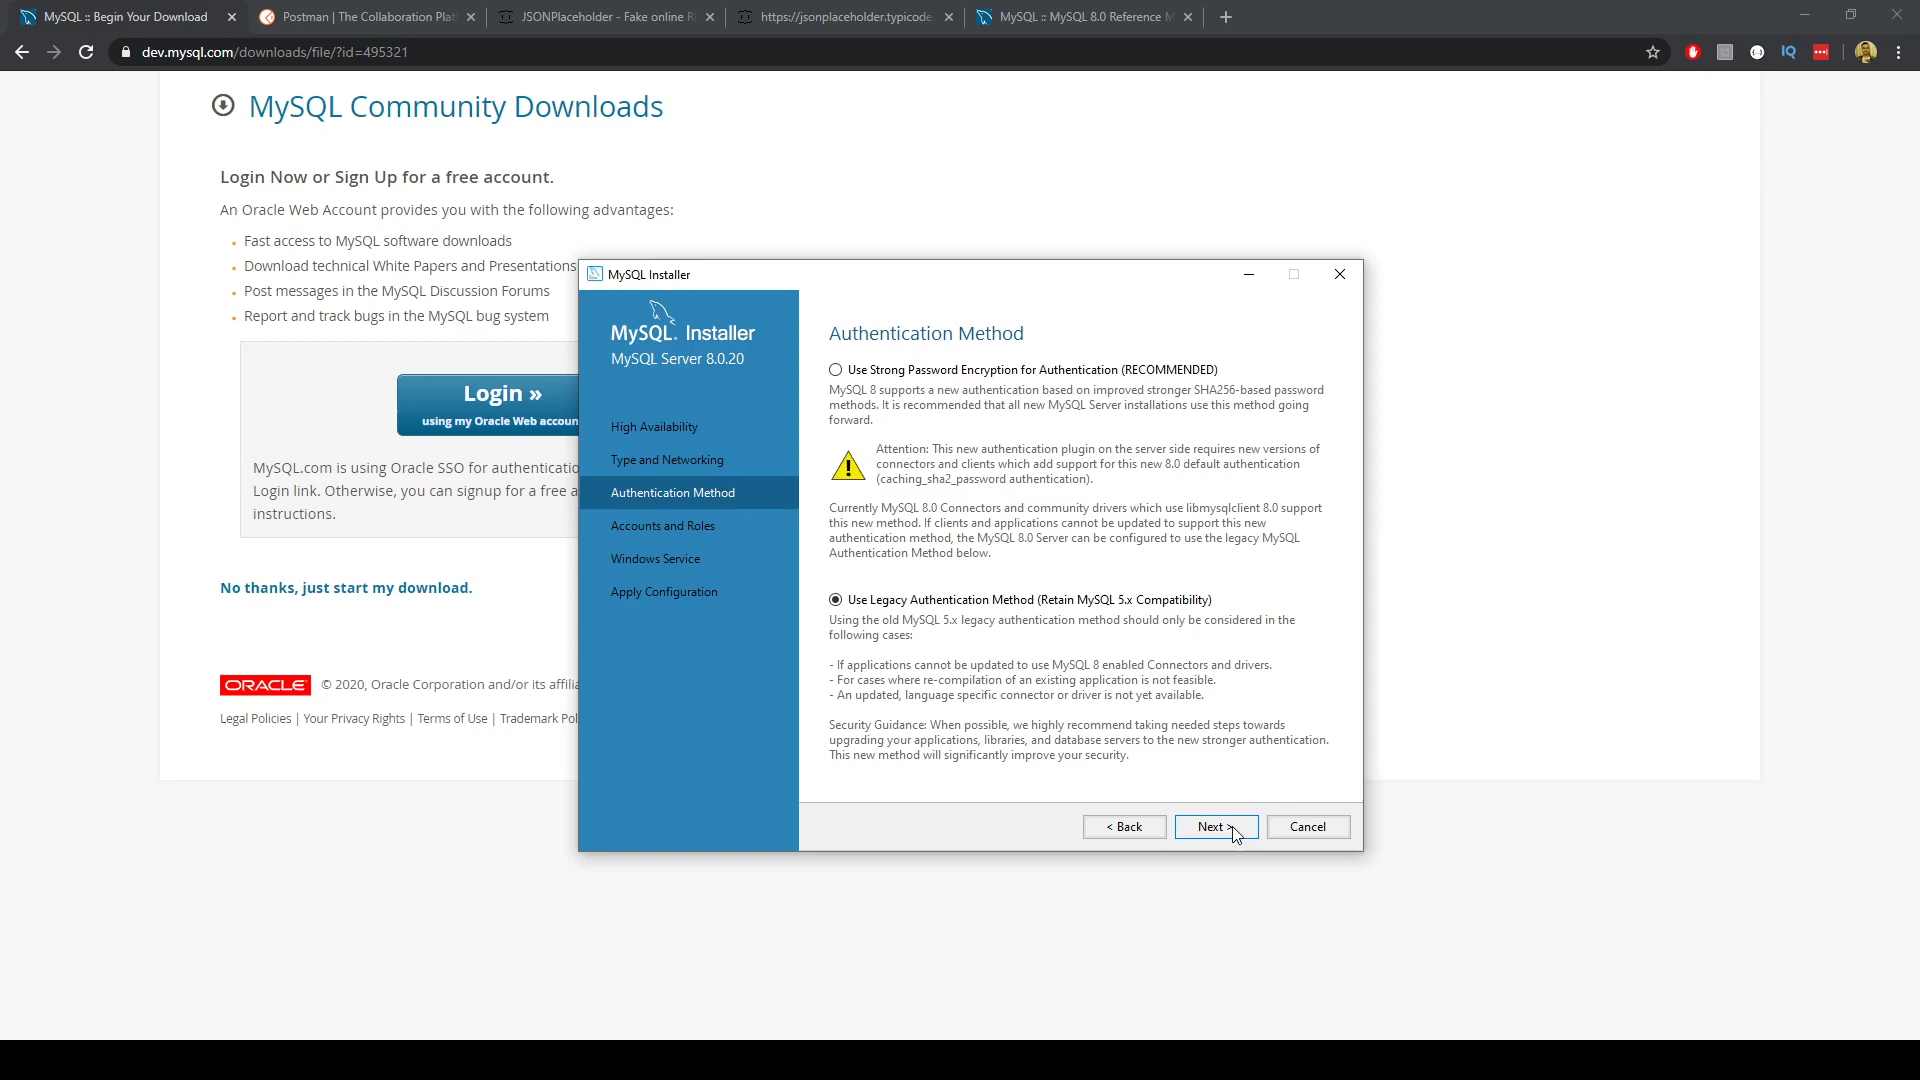 MySQL :: Begin Your Download
Postman | The Collaboration Plat
JSONPlaceholder - Fake online R
https://jsonplaceholder.typicode.
MySQL :: MySQL 8.0 Reference M
dev.mysql.com/downloads/file/?id=495321
IQ
MySQL Community Downloads
Login Now or Sign Up for a free account.
An Oracle Web Account provides you with the following advantages:
Fast access to MySQL software downloads
Download technical White Papers and Presentations
Post messages in the MySQL Discussion Forums
Report and track bugs in the MySQL bug system
Login »
using my Oracle Web accoun
MySQL.com is using Oracle SSO for authenticatio
Login link. Otherwise, you can signup for a free a
instructions.
No thanks, just start my download.
ORACLE © 2020, Oracle Corporation and/or its affilia
Legal Policies | Your Privacy Rights | Terms of Use | Trademark Pol
MySQL Installer
MySQL. Installer
MySQL Server 8.0.20
High Availability
Type and Networking
Authentication Method
Accounts and Roles
Windows Service
Apply Configuration
Authentication Method
Use Strong Password Encryption for Authentication (RECOMMENDED)
MySQL 8 supports a new authentication based on improved stronger SHA256-based password
methods. It is recommended that all new MySQL Server installations use this method going
forward.
Attention: This new authentication plugin on the server side requires new versions of
connectors and clients which add support for this new 8.0 default authentication
(caching_sha2_password authentication).
Currently MySQL 8.0 Connectors and community drivers which use libmysqlclient 8.0 support
this new method. If clients and applications cannot be updated to support this new
authentication method, the MySQL 8.0 Server can be configured to use the legacy MySQL
Authentication Method below.
Use Legacy Authentication Method (Retain MySQL 5.x Compatibility)
Using the old MySQL 5.x legacy authentication method should only be considered in the
following cases:
- If applications cannot be updated to use MySQL 8 enabled Connectors and drivers.
- For cases where re-compilation of an existing application is not feasible.
- An updated, language specific connector or driver is not yet available.
Security Guidance: When possible, we highly recommend taking needed steps towards
upgrading your applications, libraries, and database servers to the new stronger authentication.
This new method will significantly improve your security.
< Back
Next >
Cancel